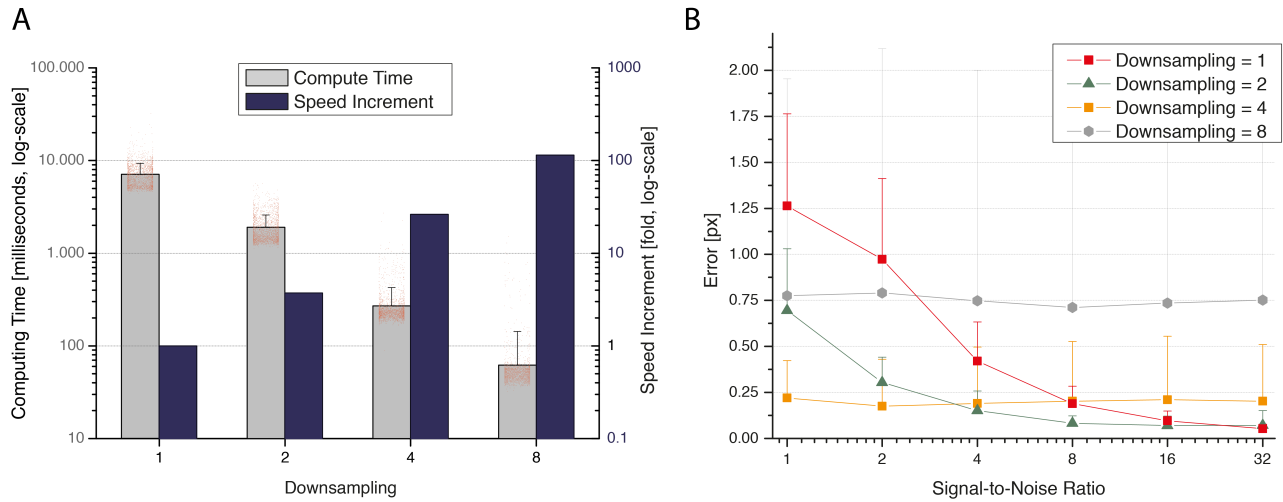 A
B
Computing Time [milliseconds, log-scale]
100.000
10.000
1.000
100
10
Compute Time
Speed Increment
1000
100
10
1
0.1
Speed Increment [fold, log-scale]
1 2 4 8
Downsampling
Error [px]
2.00
1.75
1.50
1.25
1.00
0.75
0.50
0.25
0.00
Downsampling = 1
Downsampling = 2
Downsampling = 4
Downsampling = 8
1 2 4 8 16 32
Signal-to-Noise Ratio